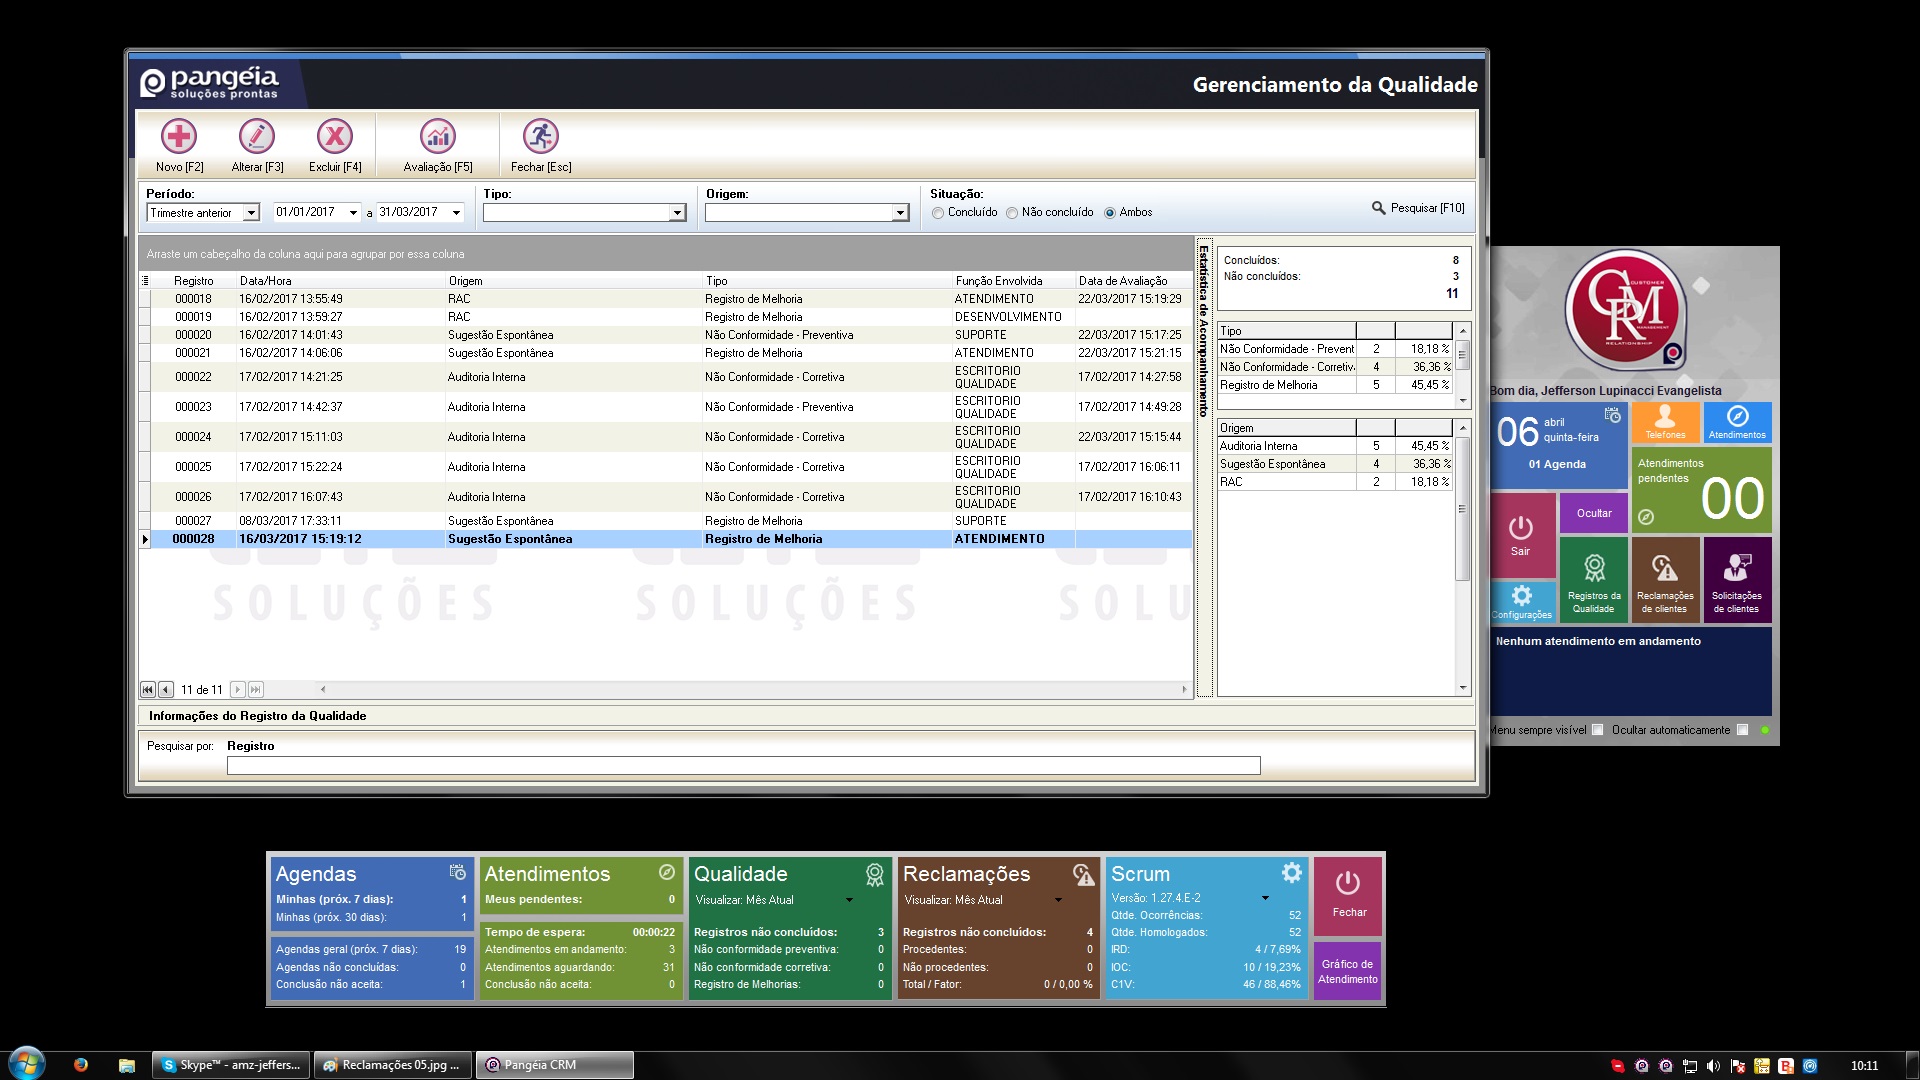 pangéia
soluções prontas
Gerenciamento da Qualidade
Novo [F2]
Alterar [F3]
Excluir [F4]
Avaliação [F5]
Fechar [Esc]
Período:
Trimestre anterior
01/01/2017
a
31/03/2017
Tipo:
Origem:
Situação:
Concluído
Não concluído
Ambos
Pesquisar [F10]
Arraste um cabeçalho da coluna aqui para agrupar por essa coluna
Registro Data/Hora Origem Tipo Função Envolvida Data de Avaliação
000018 16/02/2017 13:55:49 RAC Registro de Melhoria ATENDIMENTO 22/03/2017 15:19:29
000019 16/02/2017 13:59:27 RAC Registro de Melhoria DESENVOLVIMENTO
000020 16/02/2017 14:01:43 Sugestão Espontânea Não Conformidade - Preventiva SUPORTE 22/03/2017 15:17:25
000021 16/02/2017 14:06:06 Sugestão Espontânea Registro de Melhoria ATENDIMENTO 22/03/2017 15:21:15
000022 17/02/2017 14:21:25 Auditoria Interna Não Conformidade - Corretiva ESCRITORIO QUALIDADE 17/02/2017 14:27:58
000023 17/02/2017 14:42:37 Auditoria Interna Não Conformidade - Preventiva ESCRITORIO QUALIDADE 17/02/2017 14:49:28
000024 17/02/2017 15:11:03 Auditoria Interna Não Conformidade - Corretiva ESCRITORIO QUALIDADE 22/03/2017 15:15:44
000025 17/02/2017 15:22:24 Auditoria Interna Não Conformidade - Corretiva ESCRITORIO QUALIDADE 17/02/2017 16:06:11
000026 17/02/2017 16:07:43 Auditoria Interna Não Conformidade - Corretiva ESCRITORIO QUALIDADE 17/02/2017 16:10:43
000027 08/03/2017 17:33:11 Sugestão Espontânea Registro de Melhoria SUPORTE
000028 16/03/2017 15:19:12 Sugestão Espontânea Registro de Melhoria ATENDIMENTO
SOLUÇÕES SOLUÇÕES SOLU
11 de 11
Estatística de Acompanhamento
Concluídos: 8
Não concluídos: 3
11
Tipo
Não Conformidade - Prevent 2 18,18 %
Não Conformidade - Corretiv 4 36,36 %
Registro de Melhoria 5 45,45 %
Origem
Auditoria Interna 5 45,45 %
Sugestão Espontânea 4 36,36 %
RAC 2 18,18 %
Informações do Registro da Qualidade
Pesquisar por: Registro
CUSTOMER
CRM
MANAGEMENT
RELATIONSHIP
Bom dia, Jefferson Lupinacci Evangelista
06 abril
quinta-feira
01 Agenda
Telefones
Atendimentos
Atendimentos
pendentes
00
Sair
Ocultar
Configurações
Registros da
Qualidade
Reclamações
de clientes
Solicitações
de clientes
Nenhum atendimento em andamento
Menu sempre visível
Ocultar automaticamente
Agendas
Minhas (próx. 7 dias): 1
Minhas (próx. 30 dias): 1
Agendas geral (próx. 7 dias): 19
Agendas não concluídas: 0
Conclusão não aceita: 1
Atendimentos
Meus pendentes: 0
Tempo de espera: 00:00:22
Atendimentos em andamento: 3
Atendimentos aguardando: 31
Conclusão não aceita: 0
Qualidade
Visualizar: Mês Atual
Registros não concluídos: 3
Não conformidade preventiva: 0
Não conformidade corretiva: 0
Registro de Melhorias: 0
Reclamações
Visualizar: Mês Atual
Registros não concluídos: 4
Procedentes: 0
Não procedentes: 0
Total / Fator: 0 / 0,00 %
Scrum
Versão: 1.27.4.E-2
Qtde. Ocorrências: 52
Qtde. Homologados: 52
IRD: 4 / 7,69%
IOC: 10 / 19,23%
C1V: 46 / 88,46%
Fechar
Gráfico de
Atendimento
Skype™ - amz-jeffers...
Reclamações 05.jpg ...
Pangéia CRM
10:11